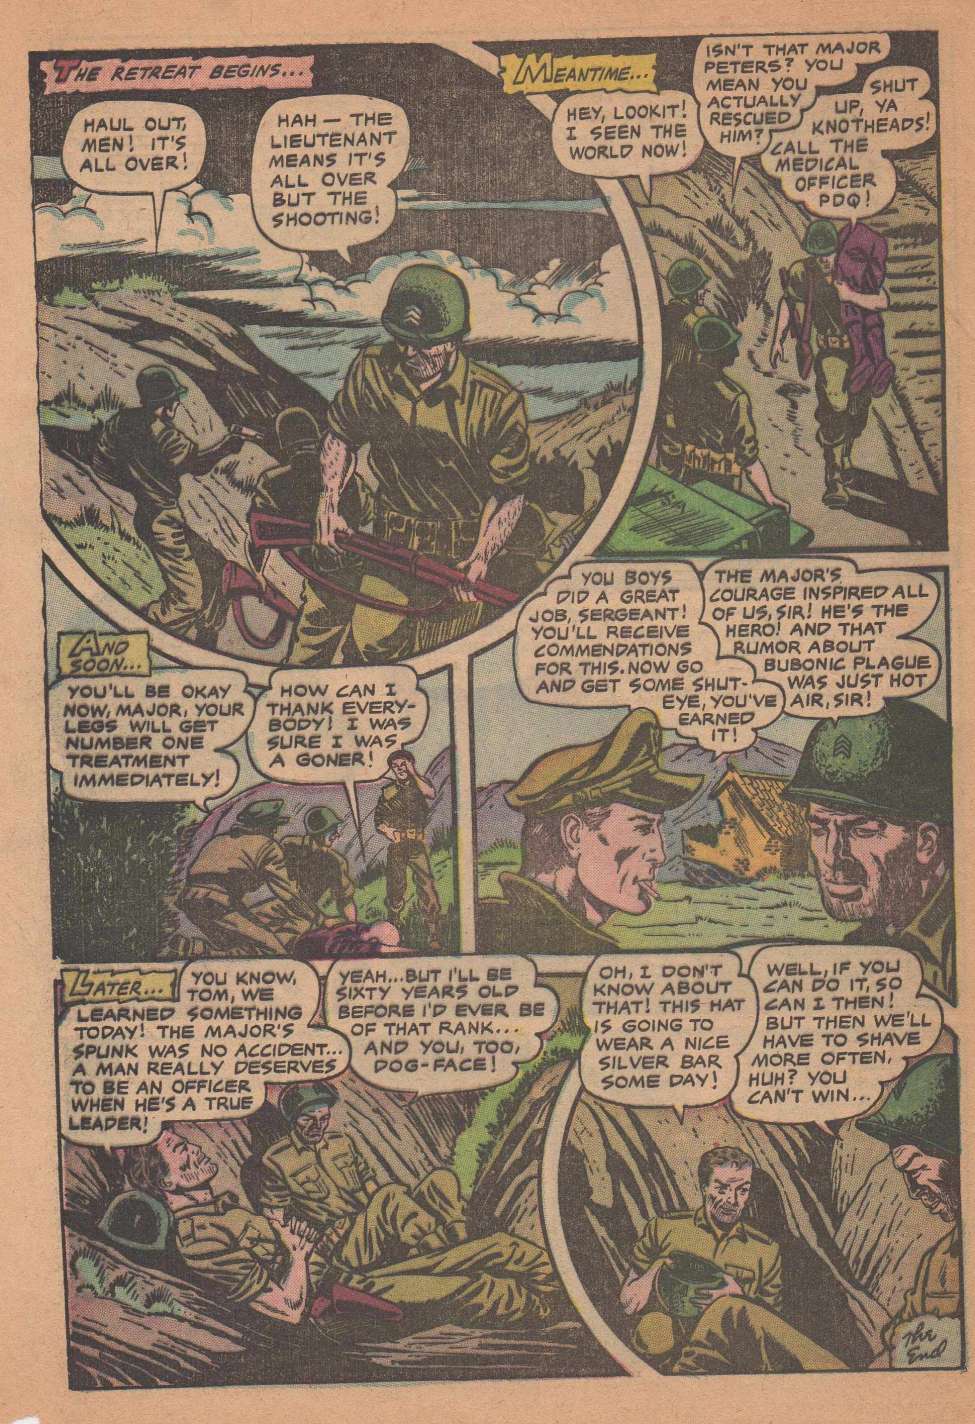 THE RETREAT BEGINS...
HAUL OUT,
MEN! IT'S
ALL OVER!
HAH — THE
LIEUTENANT
MEANS IT'S
ALL OVER
BUT THE
SHOOTING!
MEANTIME...
HEY, LOOKIT!
I SEEN THE
WORLD NOW!
ISN'T THAT MAJOR
PETERS? YOU
MEAN YOU
ACTUALLY
RESCUED
HIM?
SHUT
UP, YA
KNOTHEADS!
CALL THE
MEDICAL
OFFICER
PDQ!
AND
SOON...
YOU'LL BE OKAY
NOW, MAJOR, YOUR
LEGS WILL GET
NUMBER ONE
TREATMENT
IMMEDIATELY!
HOW CAN I
THANK EVERY-
BODY! I WAS
SURE I WAS
A GONER!
YOU BOYS
DID A GREAT
JOB, SERGEANT!
YOU'LL RECEIVE
COMMENDATIONS
FOR THIS. NOW GO
AND GET SOME SHUT-
EYE, YOU'VE
EARNED
IT!
THE MAJOR'S
COURAGE INSPIRED ALL
OF US, SIR! HE'S THE
HERO! AND THAT
RUMOR ABOUT
BUBONIC PLAGUE
WAS JUST HOT
AIR, SIR!
LATER...
YOU KNOW,
TOM, WE
LEARNED SOMETHING
TODAY! THE MAJOR'S
SPUNK WAS NO ACCIDENT...
A MAN REALLY DESERVES
TO BE AN OFFICER
WHEN HE'S A TRUE
LEADER!
YEAH...BUT I'LL BE
SIXTY YEARS OLD
BEFORE I'D EVER BE
OF THAT RANK...
AND YOU, TOO,
DOG-FACE!
OH, I DON'T
KNOW ABOUT
THAT! THIS HAT
IS GOING TO
WEAR A NICE
SILVER BAR
SOME DAY!
WELL, IF YOU
CAN DO IT, SO
CAN I THEN!
BUT THEN WE'LL
HAVE TO SHAVE
MORE OFTEN,
HUH? YOU
CAN'T WIN...
The
End